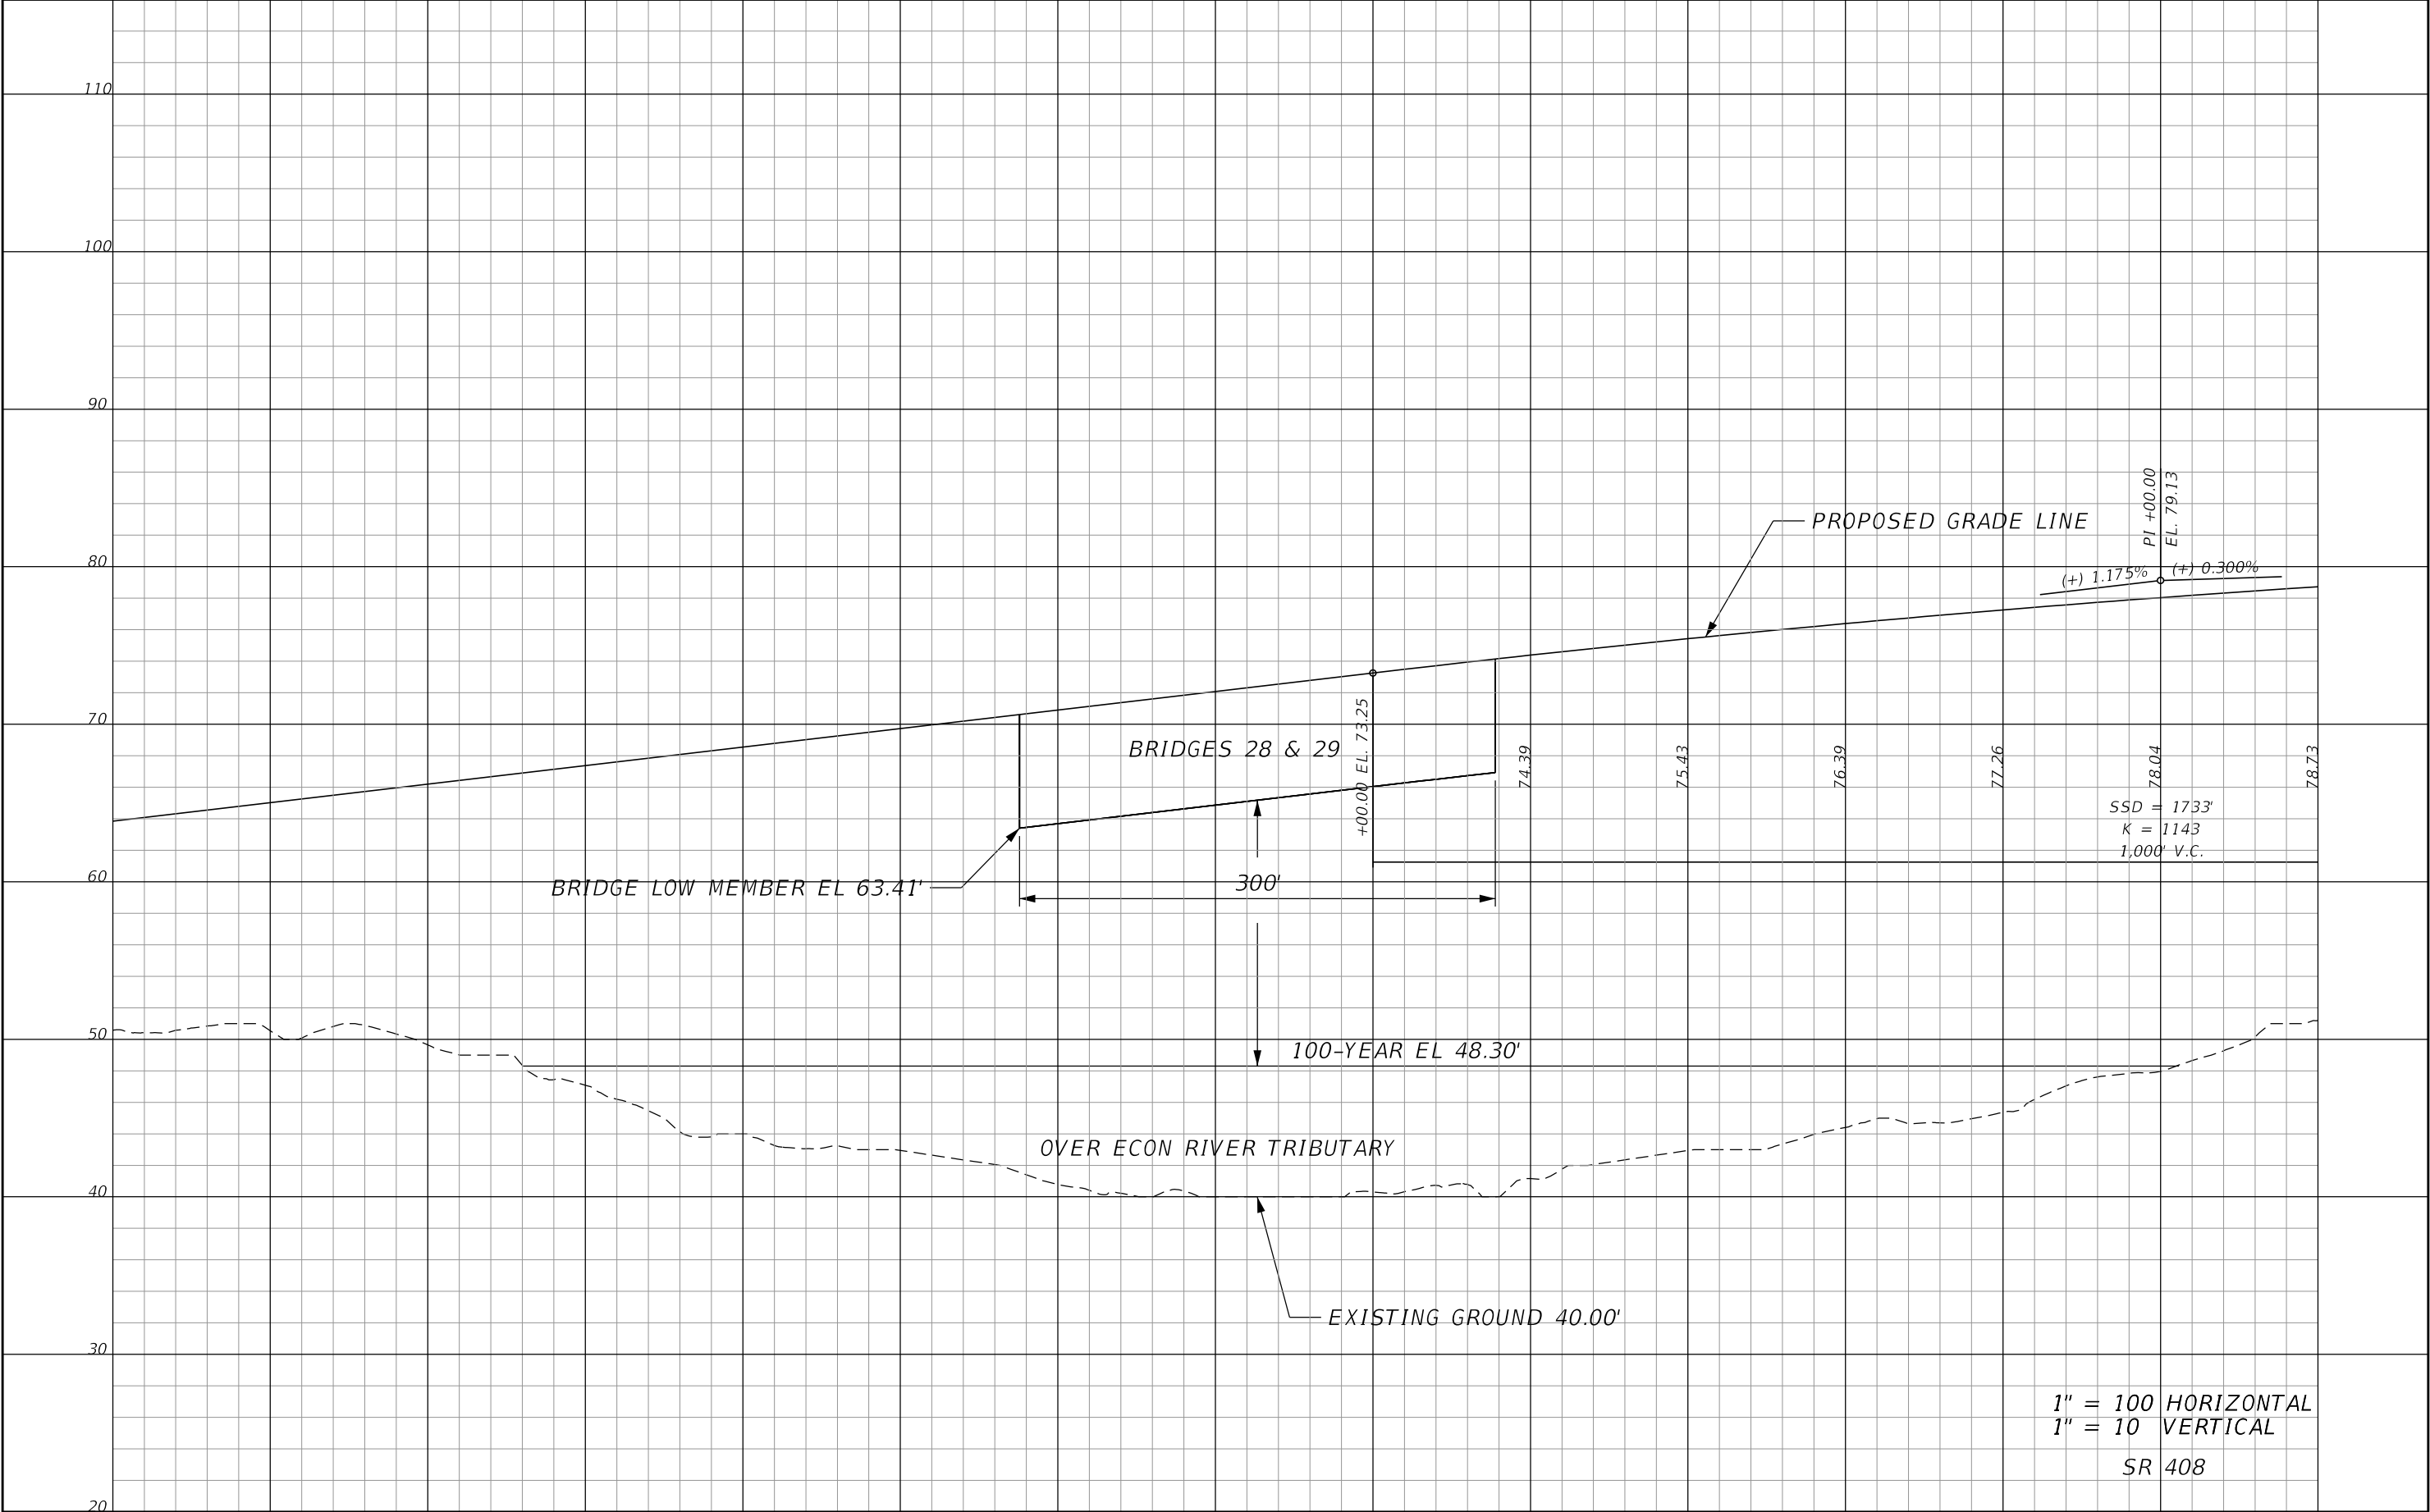 110
100
90
PI +00.00
EL. 79.13
PROPOSED GRADE LINE
80
(+) 1.175%
(+) 0.300%
70
+00.00 EL. 73.25
BRIDGES 28 & 29
74.39
75.43
76.39
77.26
78.04
78.73
SSD = 1733'
K = 1143
1,000' V.C.
60
BRIDGE LOW MEMBER EL 63.41'
300'
50
100-YEAR EL 48.30'
OVER ECON RIVER TRIBUTARY
40
EXISTING GROUND 40.00'
30
1" = 100 HORIZONTAL
1" = 10 VERTICAL
SR 408
20